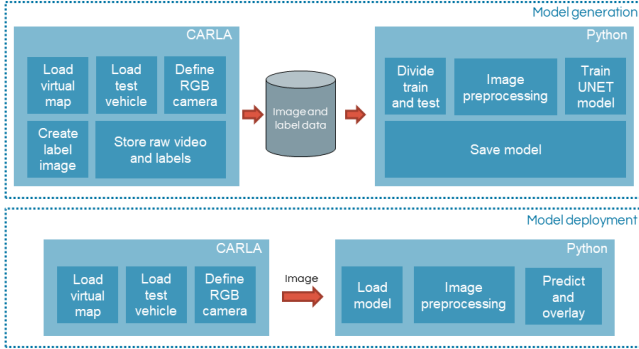 Model generation
CARLA
Load
virtual
map
Load
test
vehicle
Define
RGB
camera
Create
label
image
Store raw video
and labels
Image and
label data
Python
Divide
train
and test
Image
preprocessing
Train
UNET
model
Save model
Model deployment
CARLA
Load
virtual
map
Load
test
vehicle
Define
RGB
camera
Image
Python
Load
model
Image
preprocessing
Predict
and
overlay